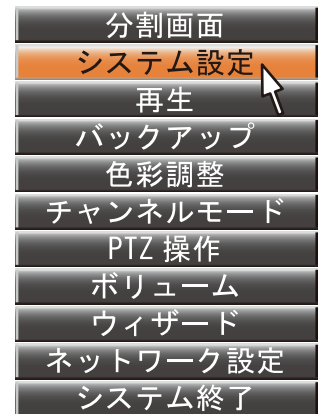 分割画面
システム設定
再生
バックアップ
色彩調整
チャンネルモード
PTZ 操作
ボリューム
ウィザード
ネットワーク設定
システム終了